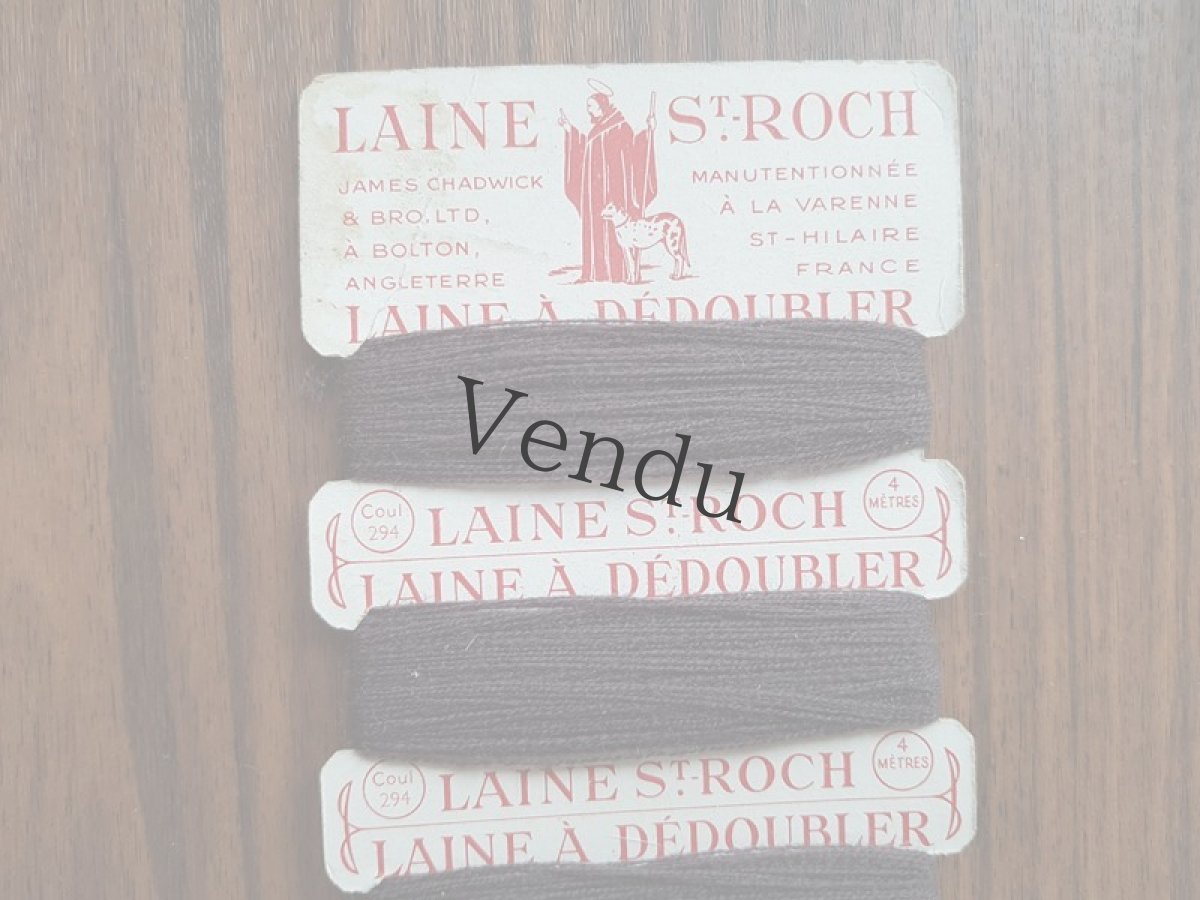 LAINE ST.-ROCH
JAMES CHADWICK
& BRO. LTD,
À BOLTON,
ANGLETERRE
MANUTENTIONNÉE
À LA VARENNE
ST-HILAIRE
FRANCE
LAINE À DÉDOUBLER
Vendu
Coul
294
LAINE ST.-ROCH
4
MÈTRES
LAINE À DÉDOUBLER
Coul
294
LAINE ST.-ROCH
4
MÈTRES
LAINE À DÉDOUBLER